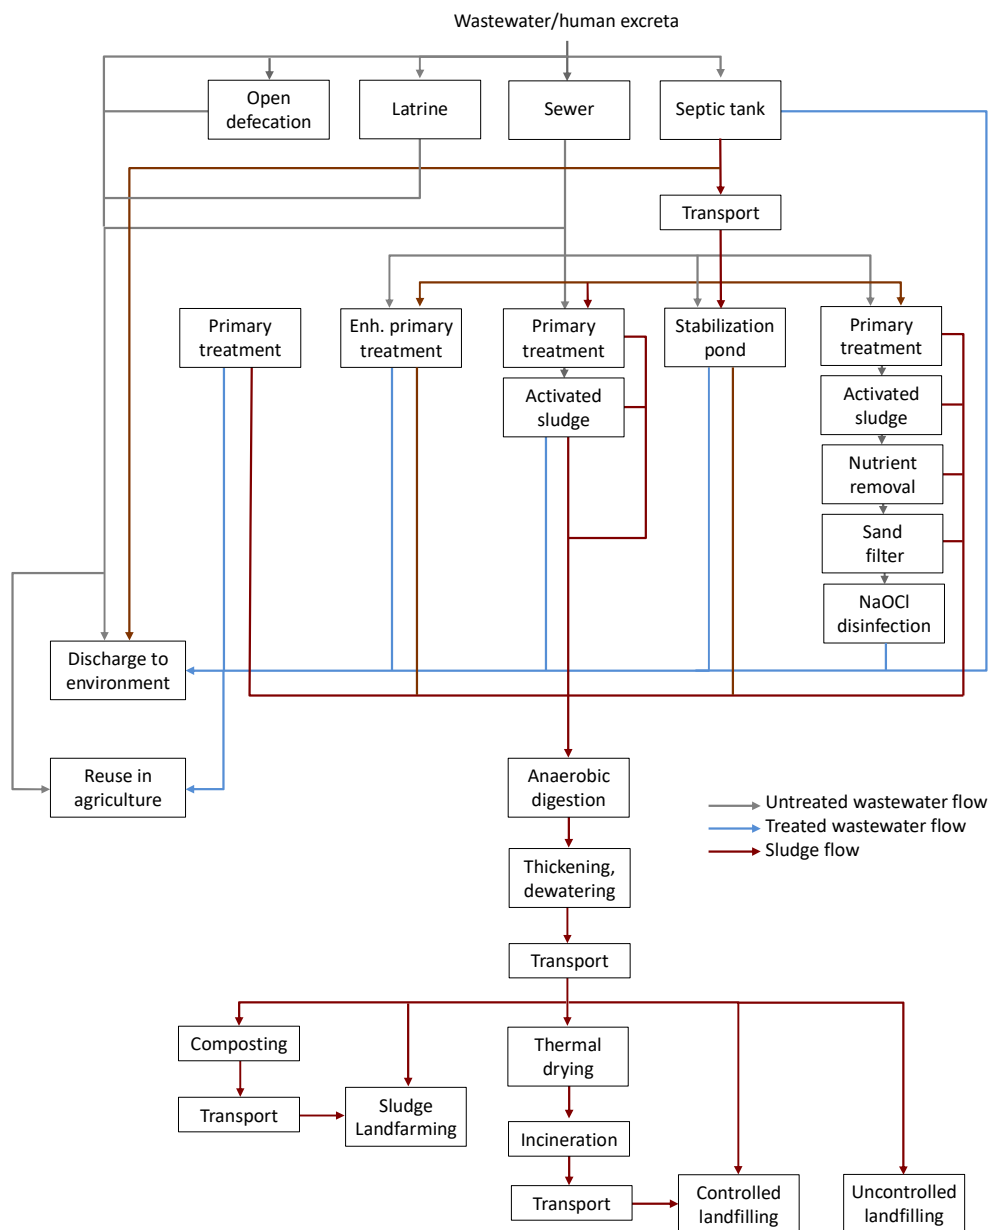 Wastewater/human excreta
Open
defecation
Latrine
Sewer
Septic tank
Transport
Primary
treatment
Enh. primary
treatment
Primary
treatment
Stabilization
pond
Primary
treatment
Activated
sludge
Activated
sludge
Nutrient
removal
Sand
filter
NaOCl
disinfection
Discharge to
environment
Reuse in
agriculture
Anaerobic
digestion
Untreated wastewater flow
Treated wastewater flow
Sludge flow
Thickening,
dewatering
Transport
Composting
Thermal
drying
Transport
Sludge
Landfarming
Incineration
Transport
Controlled
landfilling
Uncontrolled
landfilling